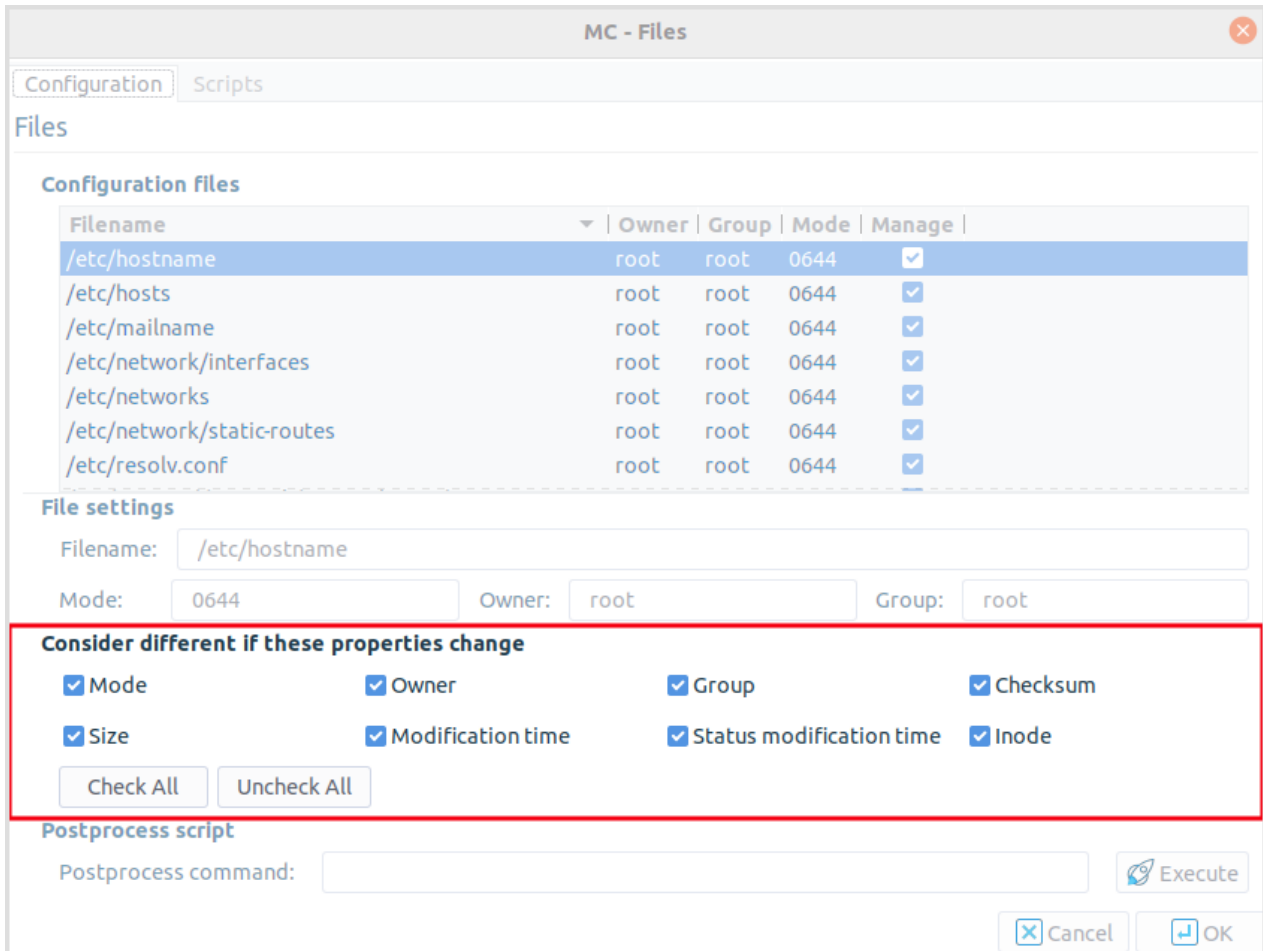 MC - Files
Configuration Scripts
Files
Configuration files
Filename Owner Group Mode Manage
/etc/hostname root root 0644
/etc/hosts root root 0644
/etc/mailname root root 0644
/etc/network/interfaces root root 0644
/etc/networks root root 0644
/etc/network/static-routes root root 0644
/etc/resolv.conf root root 0644
File settings
Filename: /etc/hostname
Mode: 0644 Owner: root Group: root
Consider different if these properties change
Mode Owner Group Checksum
Size Modification time Status modification time Inode
Check All Uncheck All
Postprocess script
Postprocess command: Execute
Cancel OK